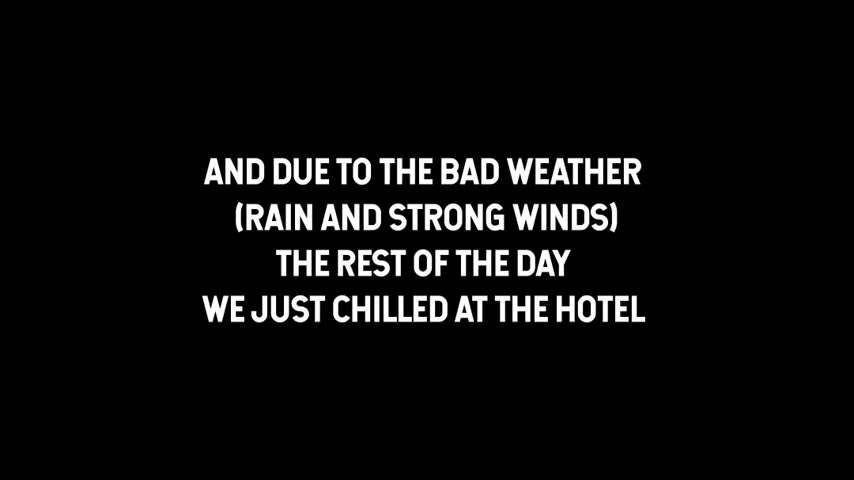 AND DUE TO THE BAD WEATHER
(RAIN AND STRONG WINDS)
THE REST OF THE DAY
WE JUST CHILLED AT THE HOTEL